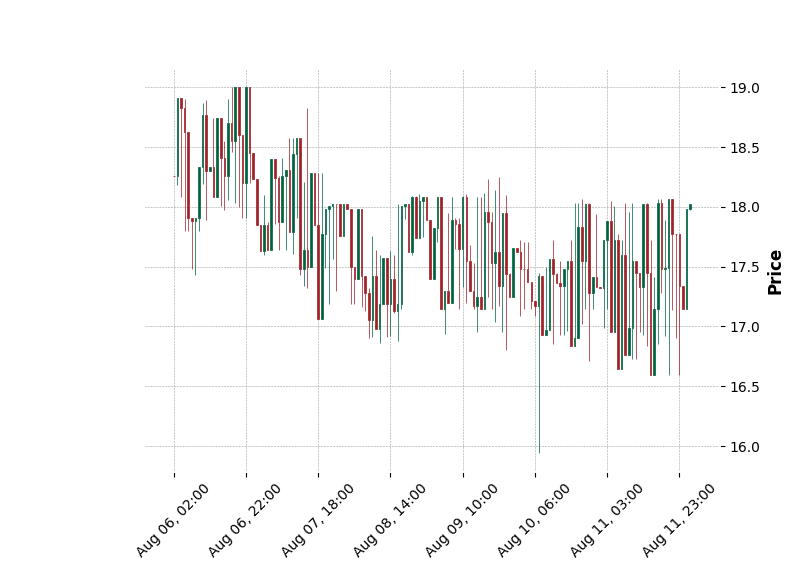 19.0
18.5
18.0
17.5
17.0
16.5
16.0
Price
Aug 06, 02:00
Aug 06, 22:00
Aug 07, 18:00
Aug 08, 14:00
Aug 09, 10:00
Aug 10, 06:00
Aug 11, 03:00
Aug 11, 23:00